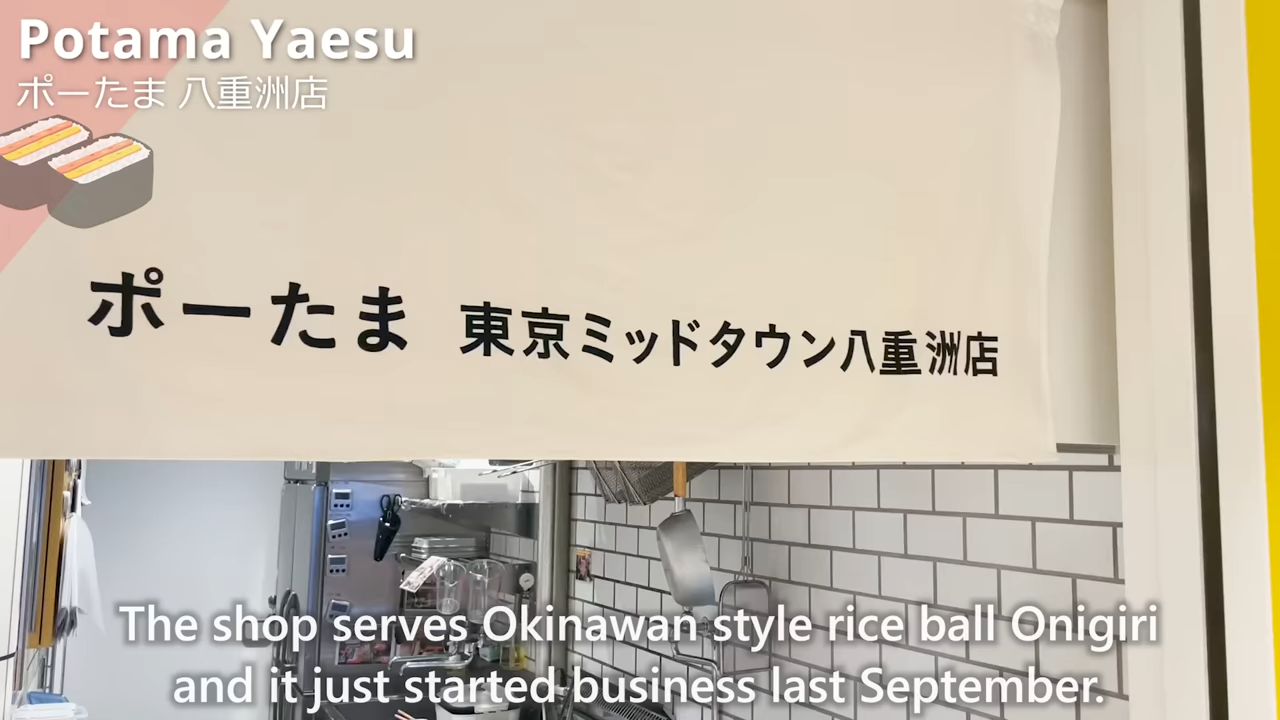 Potama Yaesu
ポーたま 八重洲店
ポーたま 東京ミッドタウン八重洲店
The shop serves Okinawan style rice ball Onigiri
and it just started business last September.